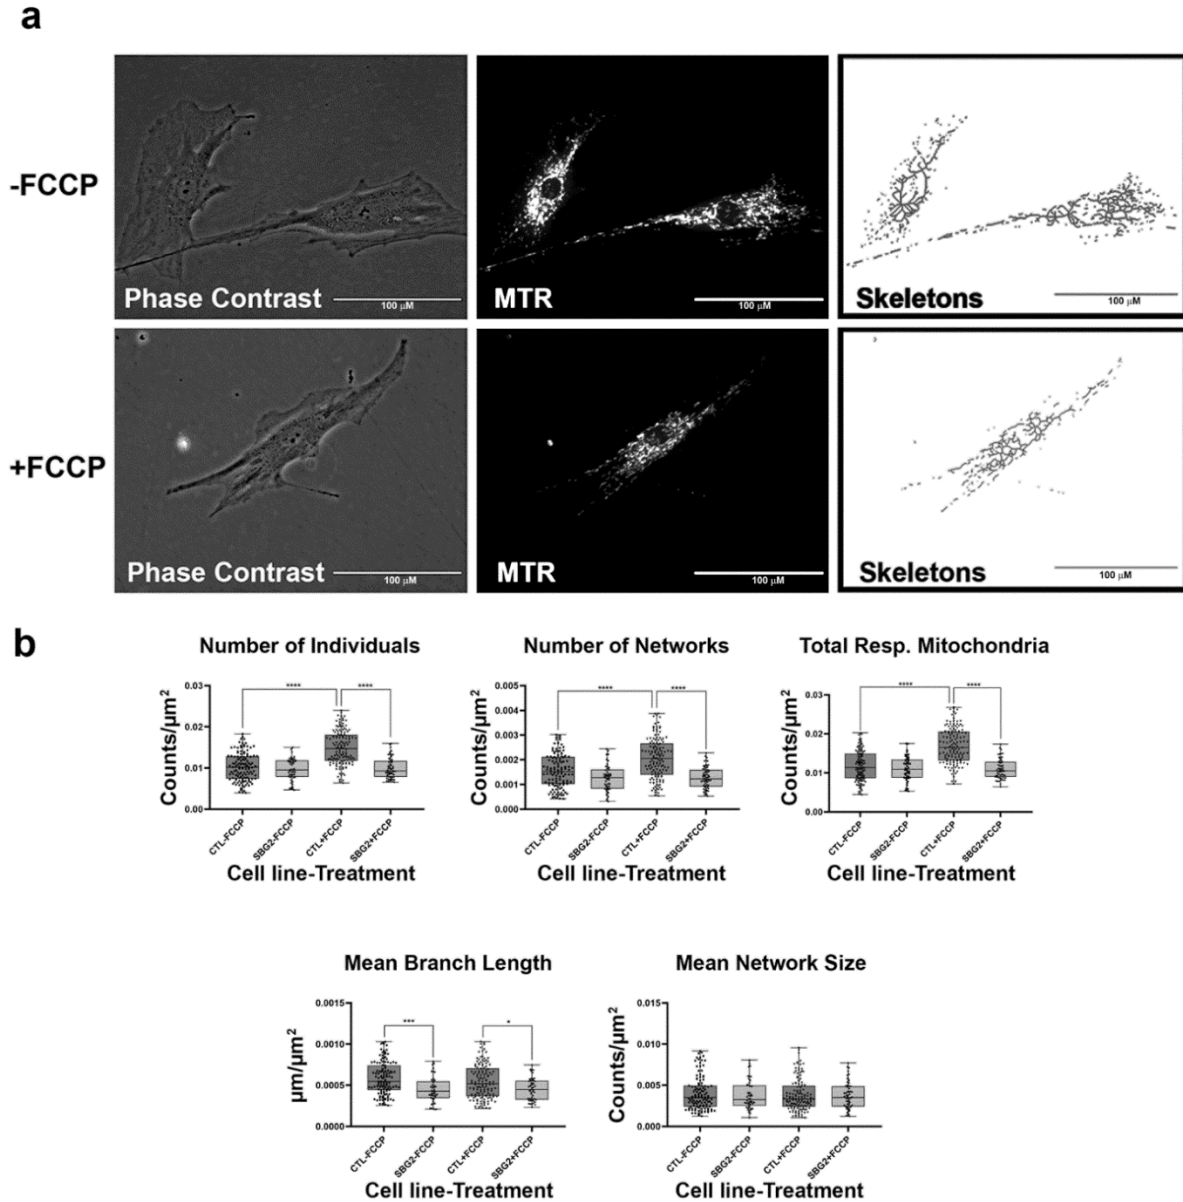 a
-FCCP
Phase Contrast
100 µM
MTR
100 µM
Skeletons
100 µM
+FCCP
Phase Contrast
100 µM
MTR
100 µM
Skeletons
100 µM
b
Number of Individuals
Counts/µm²
0.03
0.02
0.01
0.00
****
****
CTL-FCCP
SBG2-FCCP
CTL+FCCP
SBG2+FCCP
Cell line-Treatment
Number of Networks
Counts/µm²
0.005
0.004
0.003
0.002
0.001
0.000
****
****
CTL-FCCP
SBG2-FCCP
CTL+FCCP
SBG2+FCCP
Cell line-Treatment
Total Resp. Mitochondria
Counts/µm²
0.03
0.02
0.01
0.00
****
****
CTL-FCCP
SBG2-FCCP
CTL+FCCP
SBG2+FCCP
Cell line-Treatment
Mean Branch Length
µm/µm²
0.0015
0.0010
0.0005
0.0000
***
*
CTL-FCCP
SBG2-FCCP
CTL+FCCP
SBG2+FCCP
Cell line-Treatment
Mean Network Size
Counts/µm²
0.015
0.010
0.005
0.000
CTL-FCCP
SBG2-FCCP
CTL+FCCP
SBG2+FCCP
Cell line-Treatment